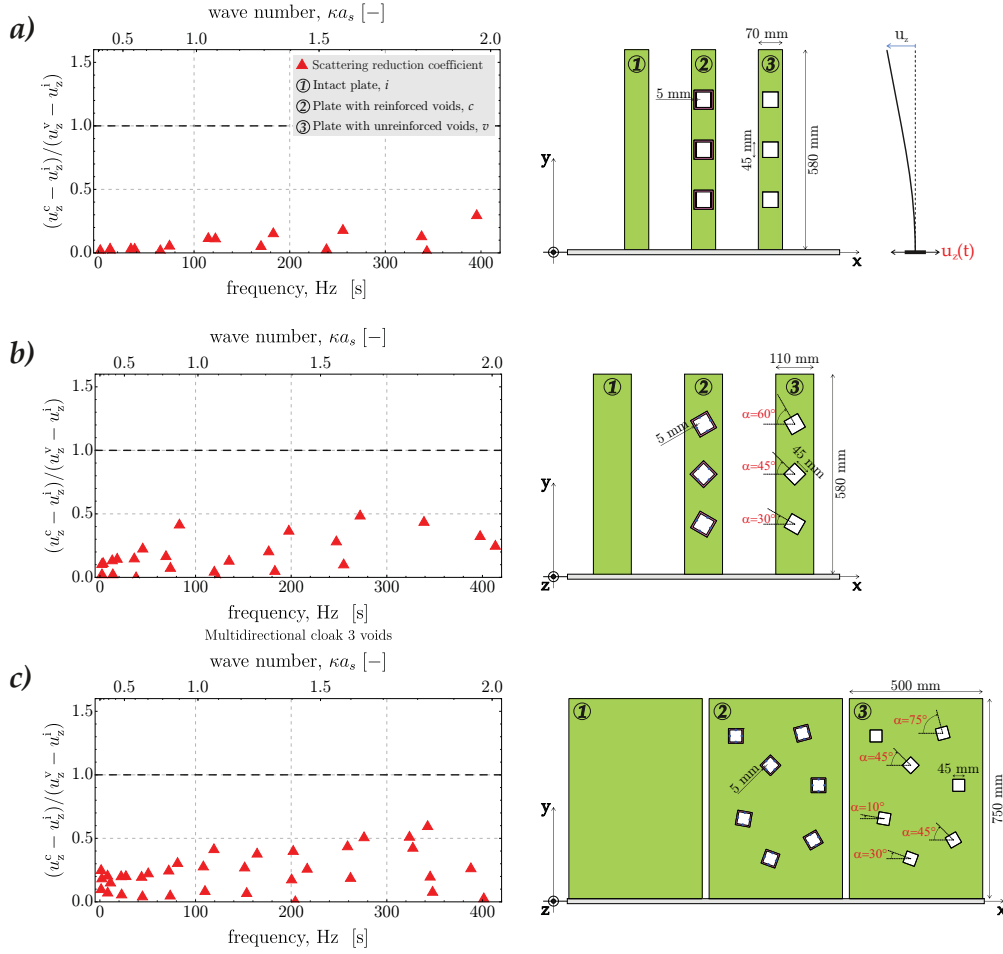 a)
wave number, κa_s [−]
0.5 1.0 1.5 2.0
1.5
1.0
0.5
0.0
(u_z^c − u_z^i)/(u_z^v − u_z^i)
Scattering reduction coefficient
① Intact plate, i
② Plate with reinforced voids, c
③ Plate with unreinforced voids, v
0 100 200 300 400
frequency, Hz [s]
70 mm
① ② ③
5 mm
45 mm
580 mm
y
x
u_z
u_z(t)
b)
wave number, κa_s [−]
0.5 1.0 1.5 2.0
1.5
1.0
0.5
0.0
(u_z^c − u_z^i)/(u_z^v − u_z^i)
0 100 200 300 400
frequency, Hz [s]
110 mm
① ② ③
5 mm
α=60°
α=45°
45 mm
α=30°
580 mm
y
z
x
Multidirectional cloak 3 voids
c)
wave number, κa_s [−]
0.5 1.0 1.5 2.0
1.5
1.0
0.5
0.0
(u_z^c − u_z^i)/(u_z^v − u_z^i)
0 100 200 300 400
frequency, Hz [s]
500 mm
① ② ③
α=75°
α=45°
5 mm
45 mm
α=10°
α=45°
α=30°
750 mm
y
z
x